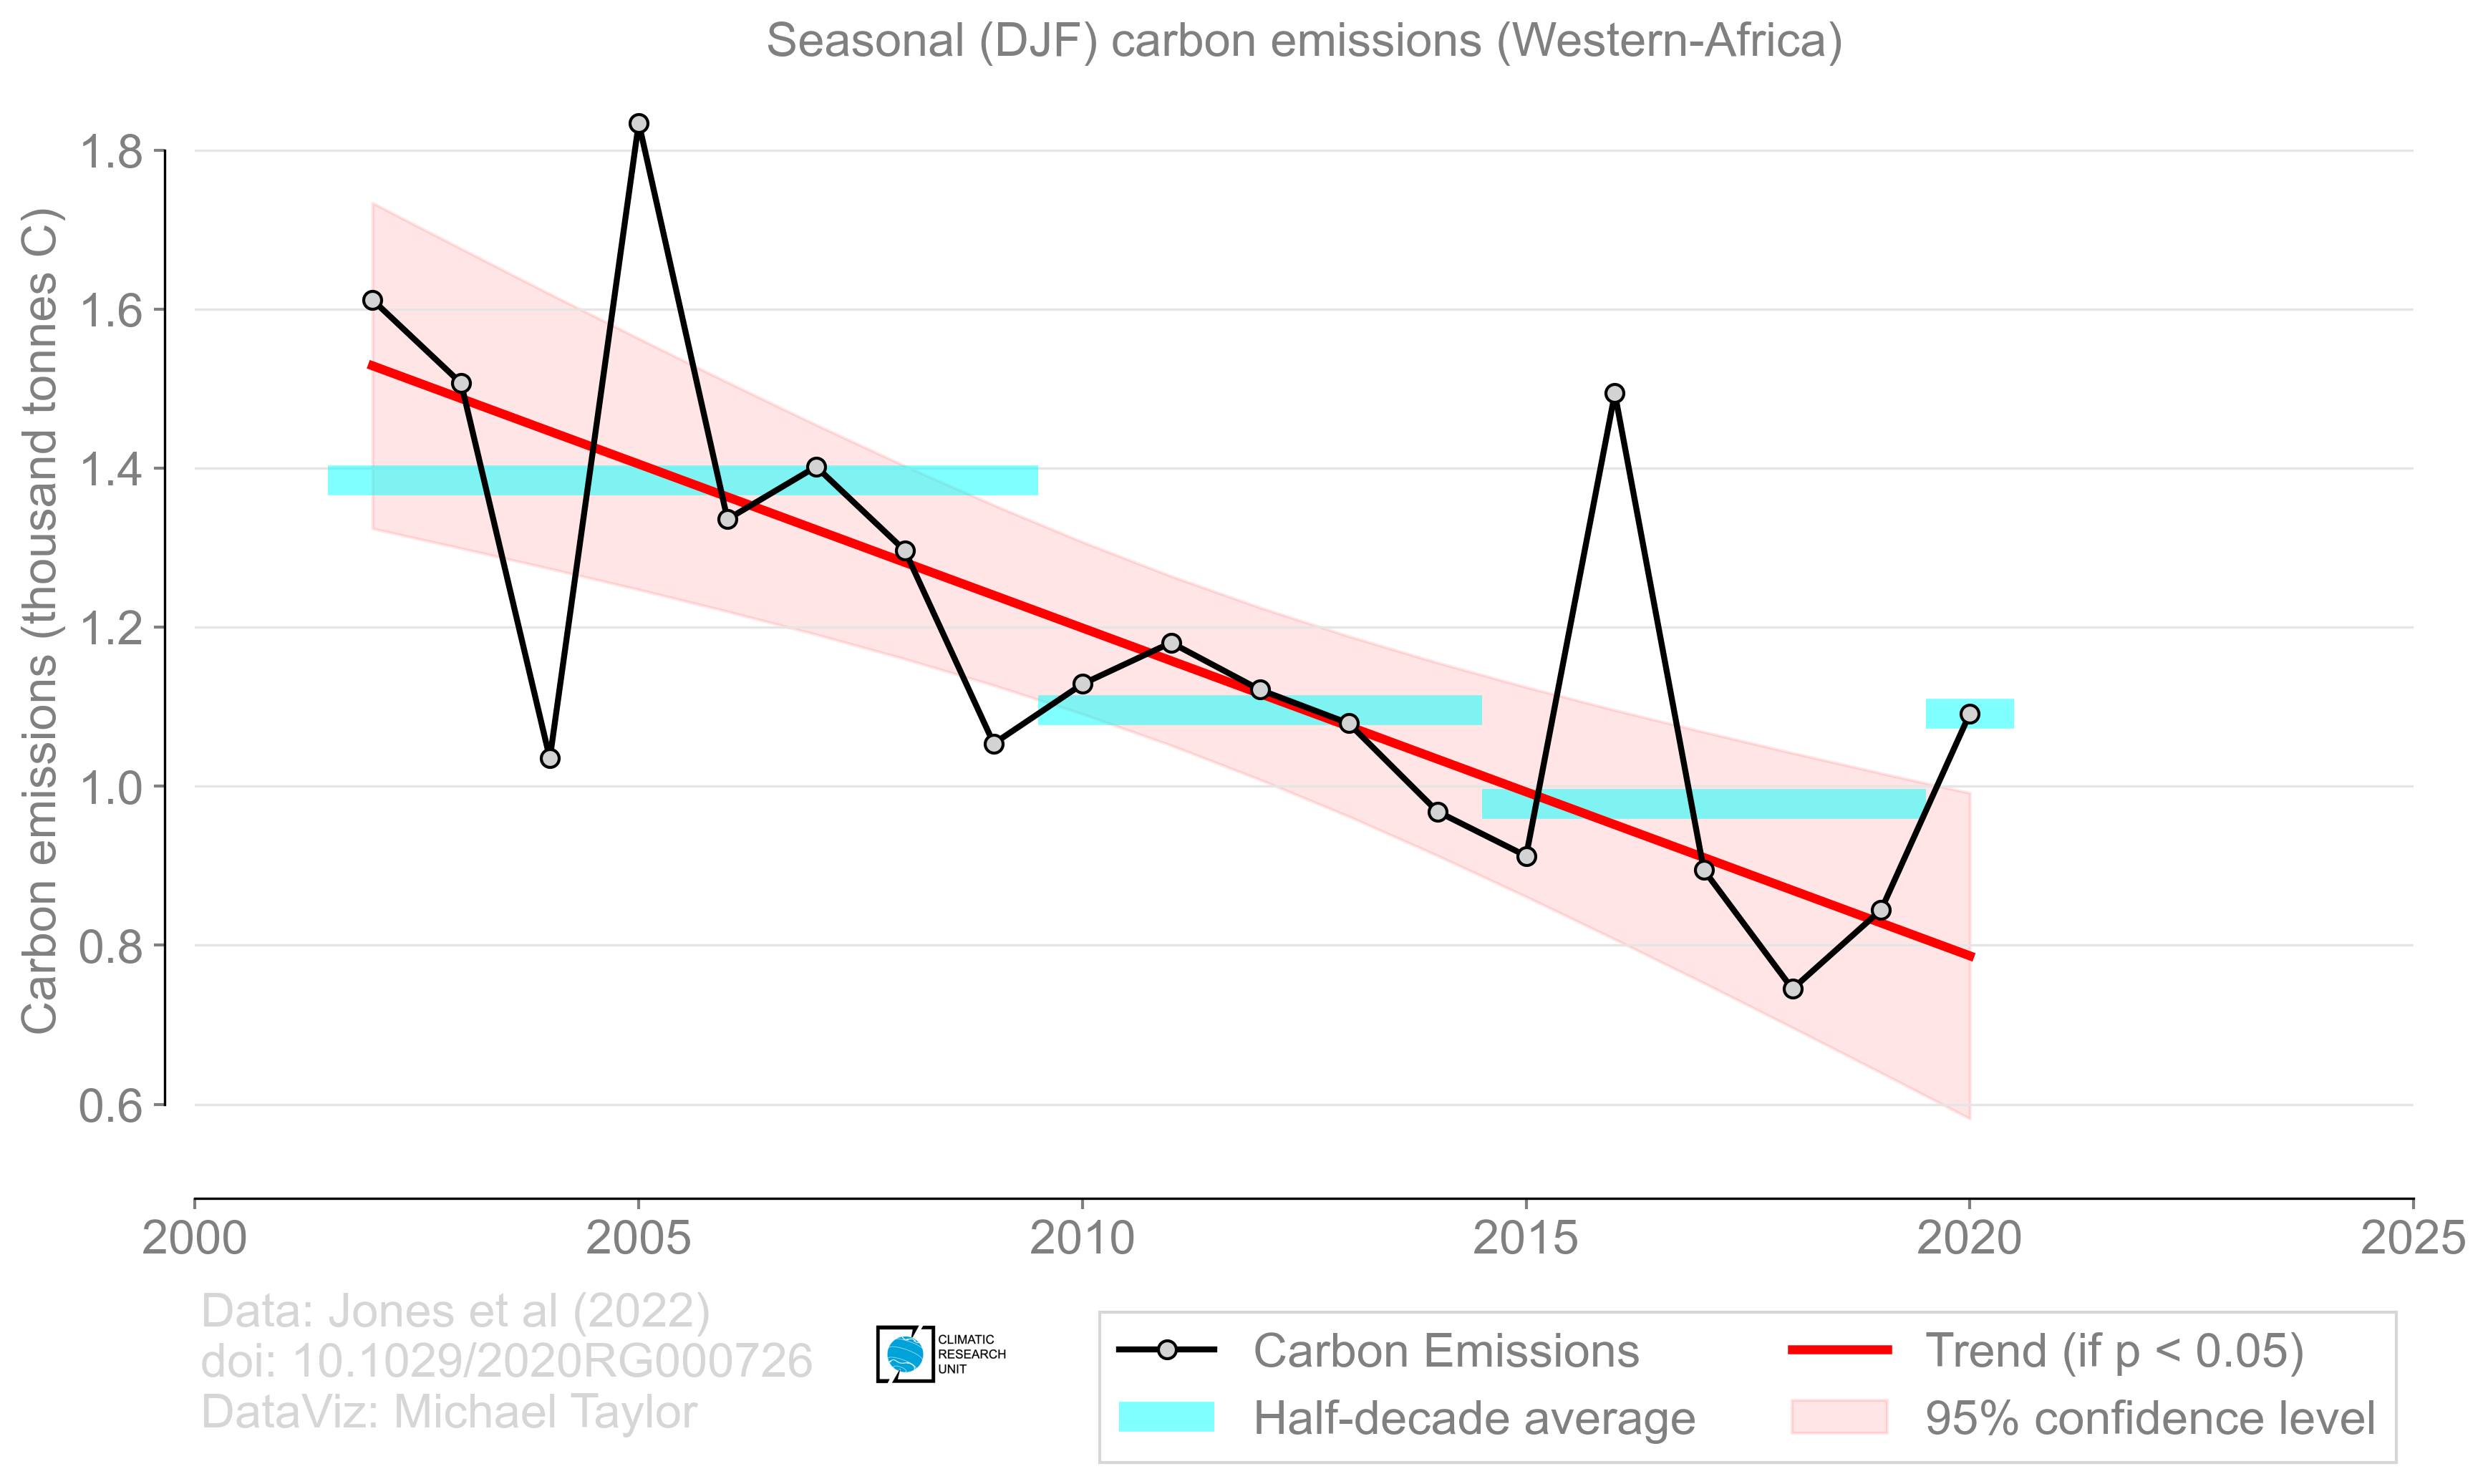 Seasonal (DJF) carbon emissions (Western-Africa)
Carbon emissions (thousand tonnes C)
1.8
1.6
1.4
1.2
1.0
0.8
0.6
2000 2005 2010 2015 2020 2025
Data: Jones et al (2022)
doi: 10.1029/2020RG000726
DataViz: Michael Taylor
CLIMATIC
RESEARCH
UNIT
Carbon Emissions
Half-decade average
Trend (if p < 0.05)
95% confidence level